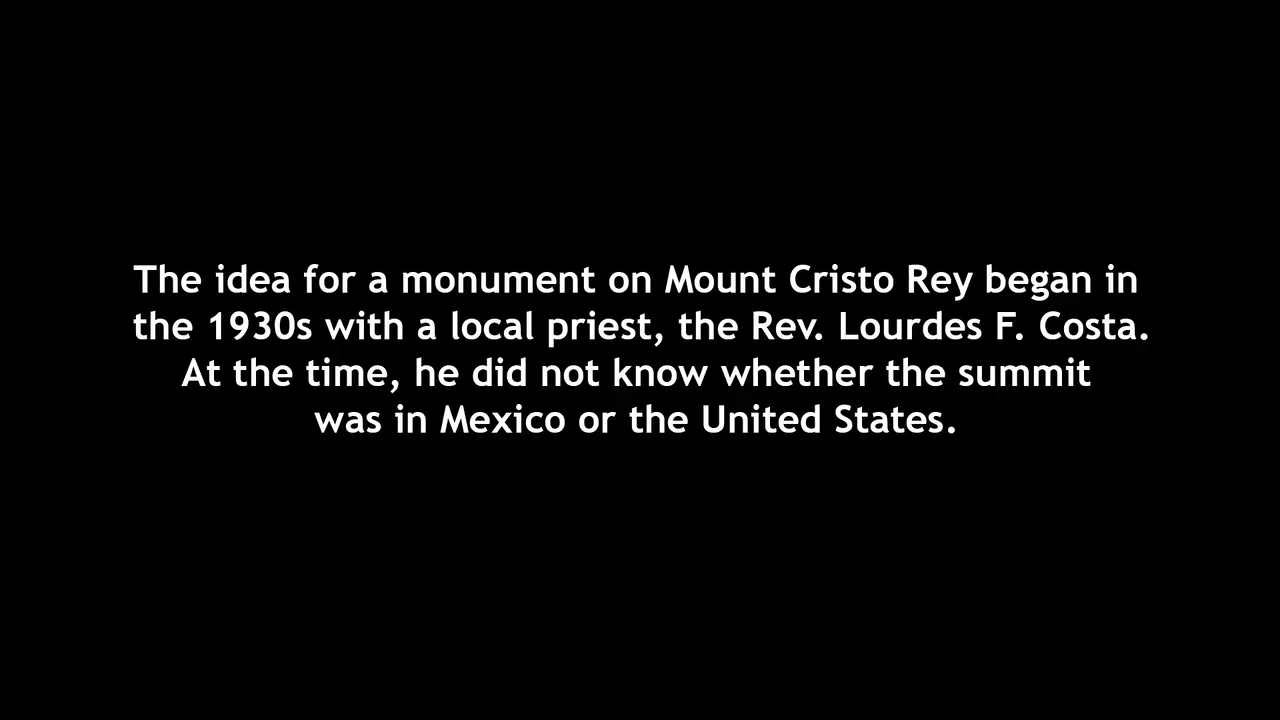 The idea for a monument on Mount Cristo Rey began in
the 1930s with a local priest, the Rev. Lourdes F. Costa.
At the time, he did not know whether the summit
was in Mexico or the United States.